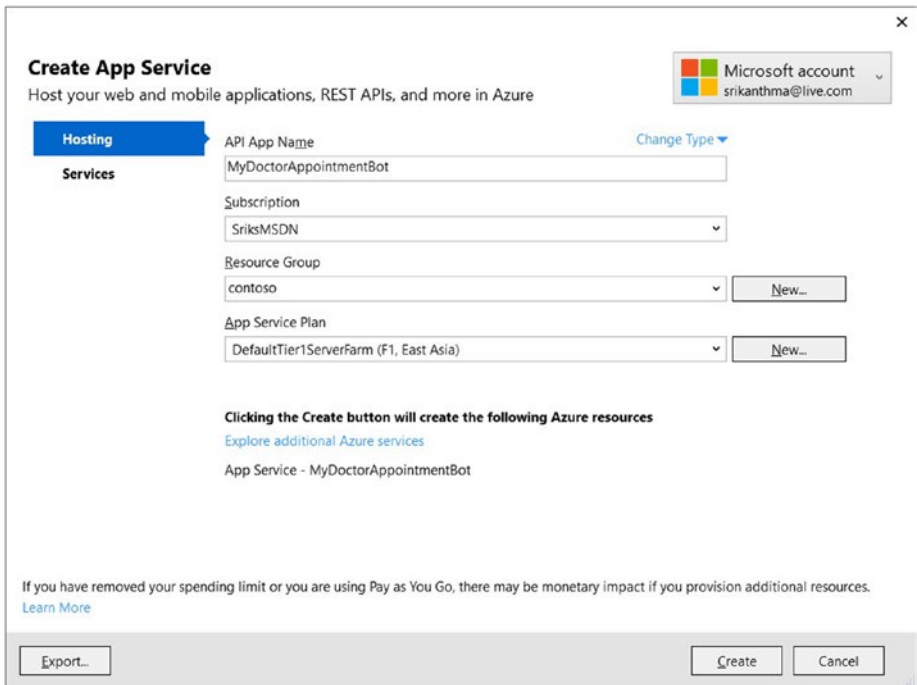 Create App Service
Host your web and mobile applications, REST APIs, and more in Azure
Microsoft account
srikanthma@live.com
Hosting
Services
API App Name
Change Type
MyDoctorAppointmentBot
Subscription
SriksMSDN
Resource Group
contoso
New...
App Service Plan
DefaultTier1ServerFarm (F1, East Asia)
New...
Clicking the Create button will create the following Azure resources
Explore additional Azure services
App Service - MyDoctorAppointmentBot
If you have removed your spending limit or you are using Pay as You Go, there may be monetary impact if you provision additional resources.
Learn More
Export...
Create
Cancel